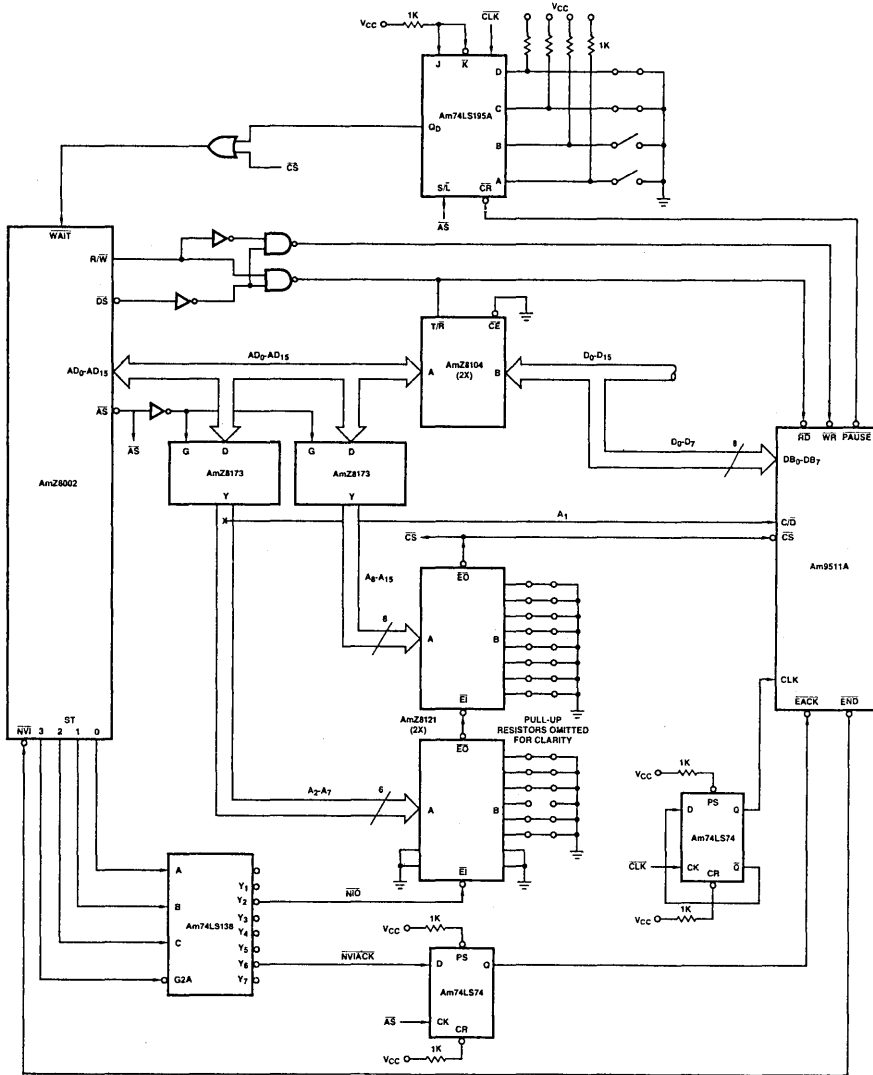 VCC 1K CLK VCC 1K
J K D
Am74LS195A C
QD B
S/L CR A
CS AS
WAIT
R/W
DS
T/R CE
AD0-AD15 AD0-AD15 A AmZ8104 B D0-D15
(2X)
AS AS
G D G D
AmZ8173 AmZ8173
Y Y
D0-D7 8
RD WR PAUSE
DB0-DB7
AmZ8002
A1 C/D
CS CS
EO Am9511A
A8-A15
8 A B
EI CLK
EACK END
AmZ8121
(2X)
PULL-UP
RESISTORS OMITTED
FOR CLARITY
EO
A2-A7 6 A B
EI
ST
NVI 3 2 1 0
VCC 1K
PS
D Q
Am74LS74
CLK CK Q
CR
1K
VCC
A Y1
B Y2 NIO
Y3
Am74LS138 Y4
C Y5
Y6 NVIACK
G2A Y7
VCC 1K
PS
D Q
Am74LS74
AS CK
CR
VCC 1K